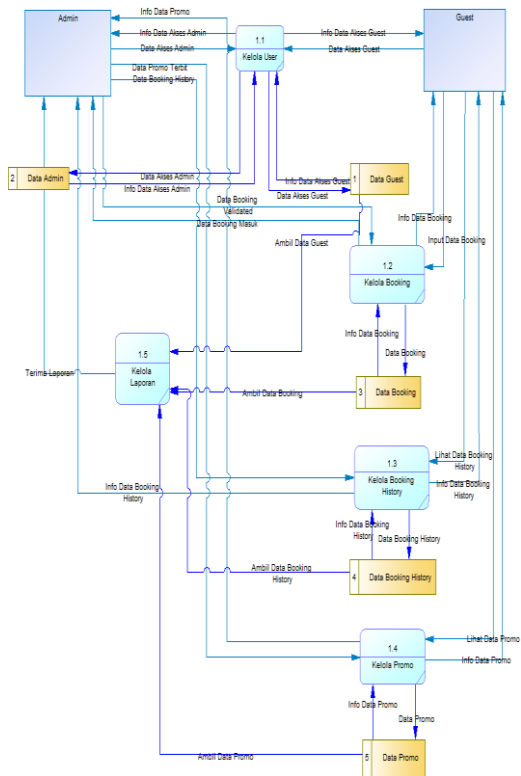 Info Data Promo
Admin
Guest
Info Data Akses Admin
Info Data Akses Guest
1.1
Data Akses Admin
Kelola User
Data Akses Guest
Data Promo Terbit
Data Booking History
2 Data Admin
Data Akses Admin
Info Data Akses Admin
Info Data Akses Guest
Data Akses Guest
1 Data Guest
Data Booking
Validated
Data Booking Masuk
Info Data Booking
Input Data Booking
Ambil Data Guest
1.2
Kelola Booking
Info Data Booking
Data Booking
1.5
Kelola
Laporan
Terima Laporan
Ambil Data Booking
3 Data Booking
1.3
Kelola Booking
History
Lihat Data Booking
History
Info Data Booking
History
Info Data Booking
History
Info Data Booking
History
Data Booking History
Ambil Data Booking
History
4 Data Booking History
1.4
Kelola Promo
Lihat Data Promo
Info Data Promo
Info Data Promo
Data Promo
Ambil Data Promo
5 Data Promo